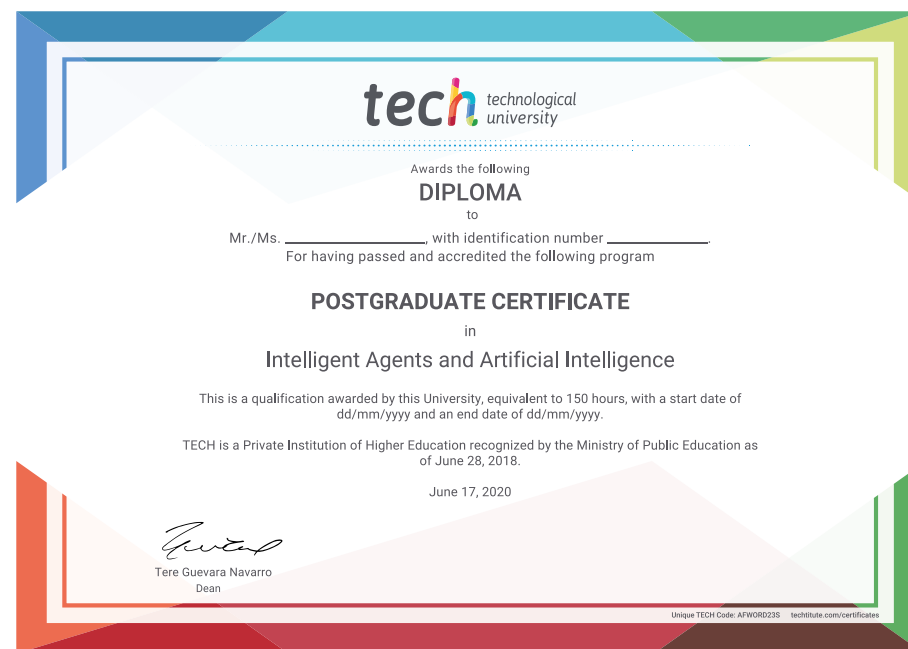 tech technological
university
Awards the following
DIPLOMA
to
Mr./Ms. ____________________, with identification number ______________.
For having passed and accredited the following program
POSTGRADUATE CERTIFICATE
in
Intelligent Agents and Artificial Intelligence
This is a qualification awarded by this University, equivalent to 150 hours, with a start date of
dd/mm/yyyy and an end date of dd/mm/yyyy.
TECH is a Private Institution of Higher Education recognized by the Ministry of Public Education as
of June 28, 2018.
June 17, 2020
Tere Guevara Navarro
Dean
Unique TECH Code: AFWORD23S techtitute.com/certificates